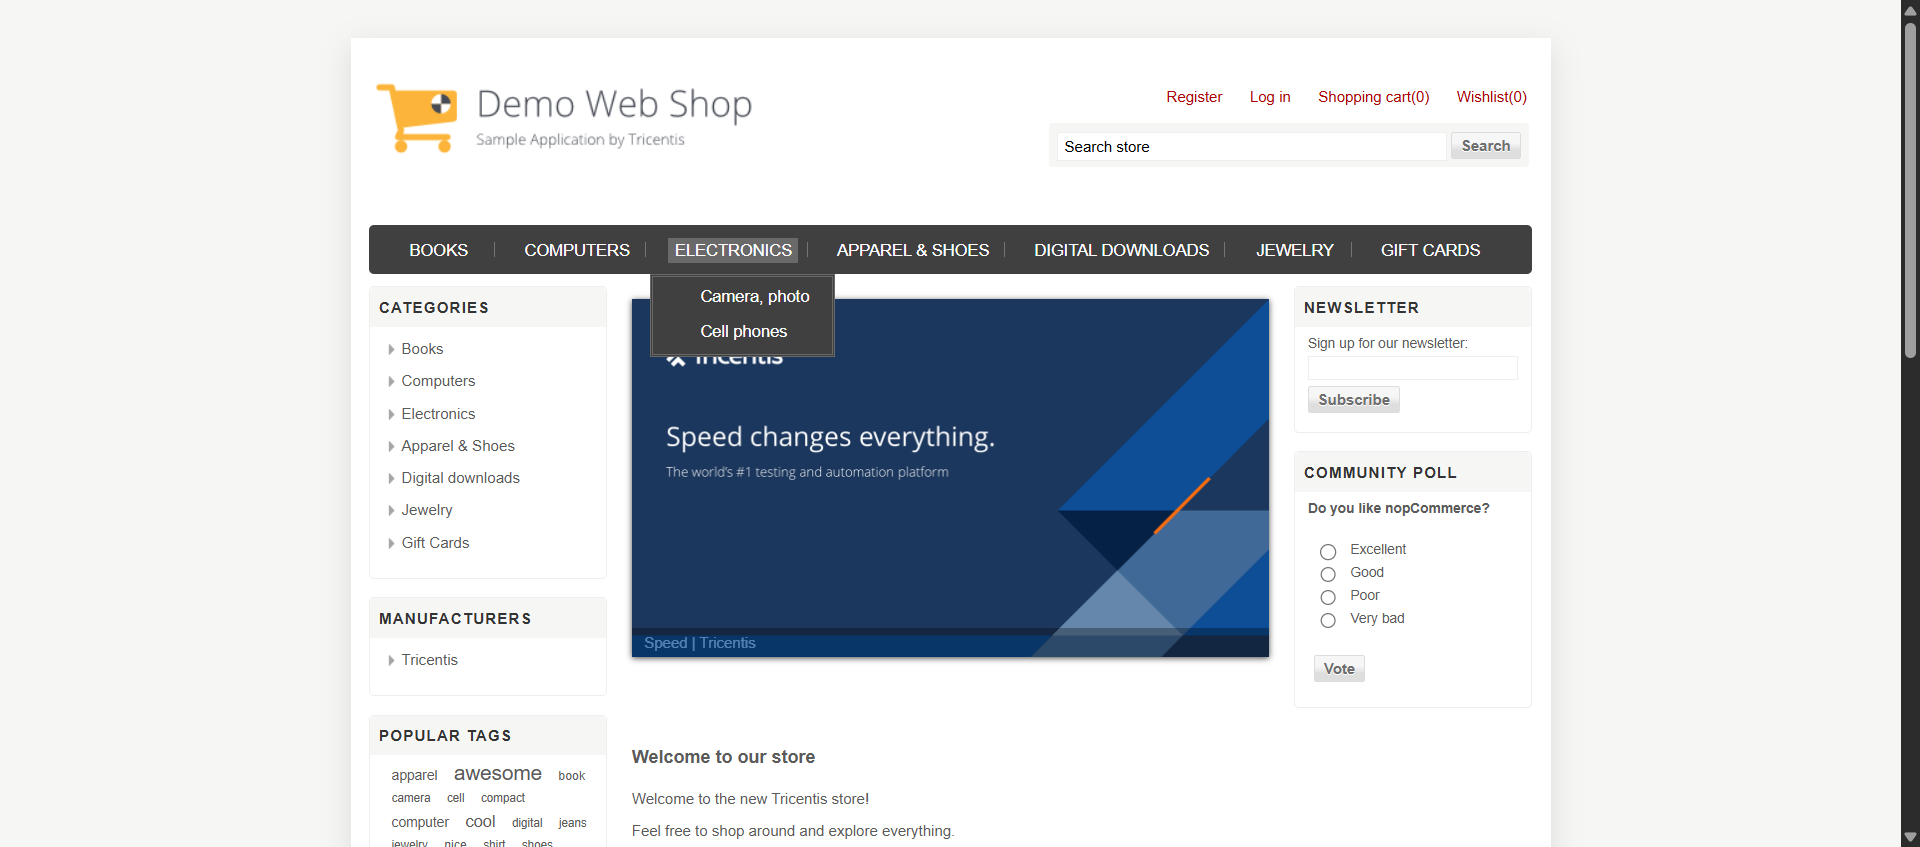 Demo Web Shop
Sample Application by Tricentis
Register Log in Shopping cart(0) Wishlist(0)
Search store Search
BOOKS COMPUTERS ELECTRONICS APPAREL & SHOES DIGITAL DOWNLOADS JEWELRY GIFT CARDS
Camera, photo
Cell phones
CATEGORIES
Books
Computers
Electronics
Apparel & Shoes
Digital downloads
Jewelry
Gift Cards
MANUFACTURERS
Tricentis
POPULAR TAGS
apparel awesome book
camera cell compact
computer cool digital jeans
jewelry nice shirt shoes
Tricentis
Speed changes everything.
The world's #1 testing and automation platform
Speed | Tricentis
Welcome to our store
Welcome to the new Tricentis store!
Feel free to shop around and explore everything.
NEWSLETTER
Sign up for our newsletter:
Subscribe
COMMUNITY POLL
Do you like nopCommerce?
Excellent
Good
Poor
Very bad
Vote